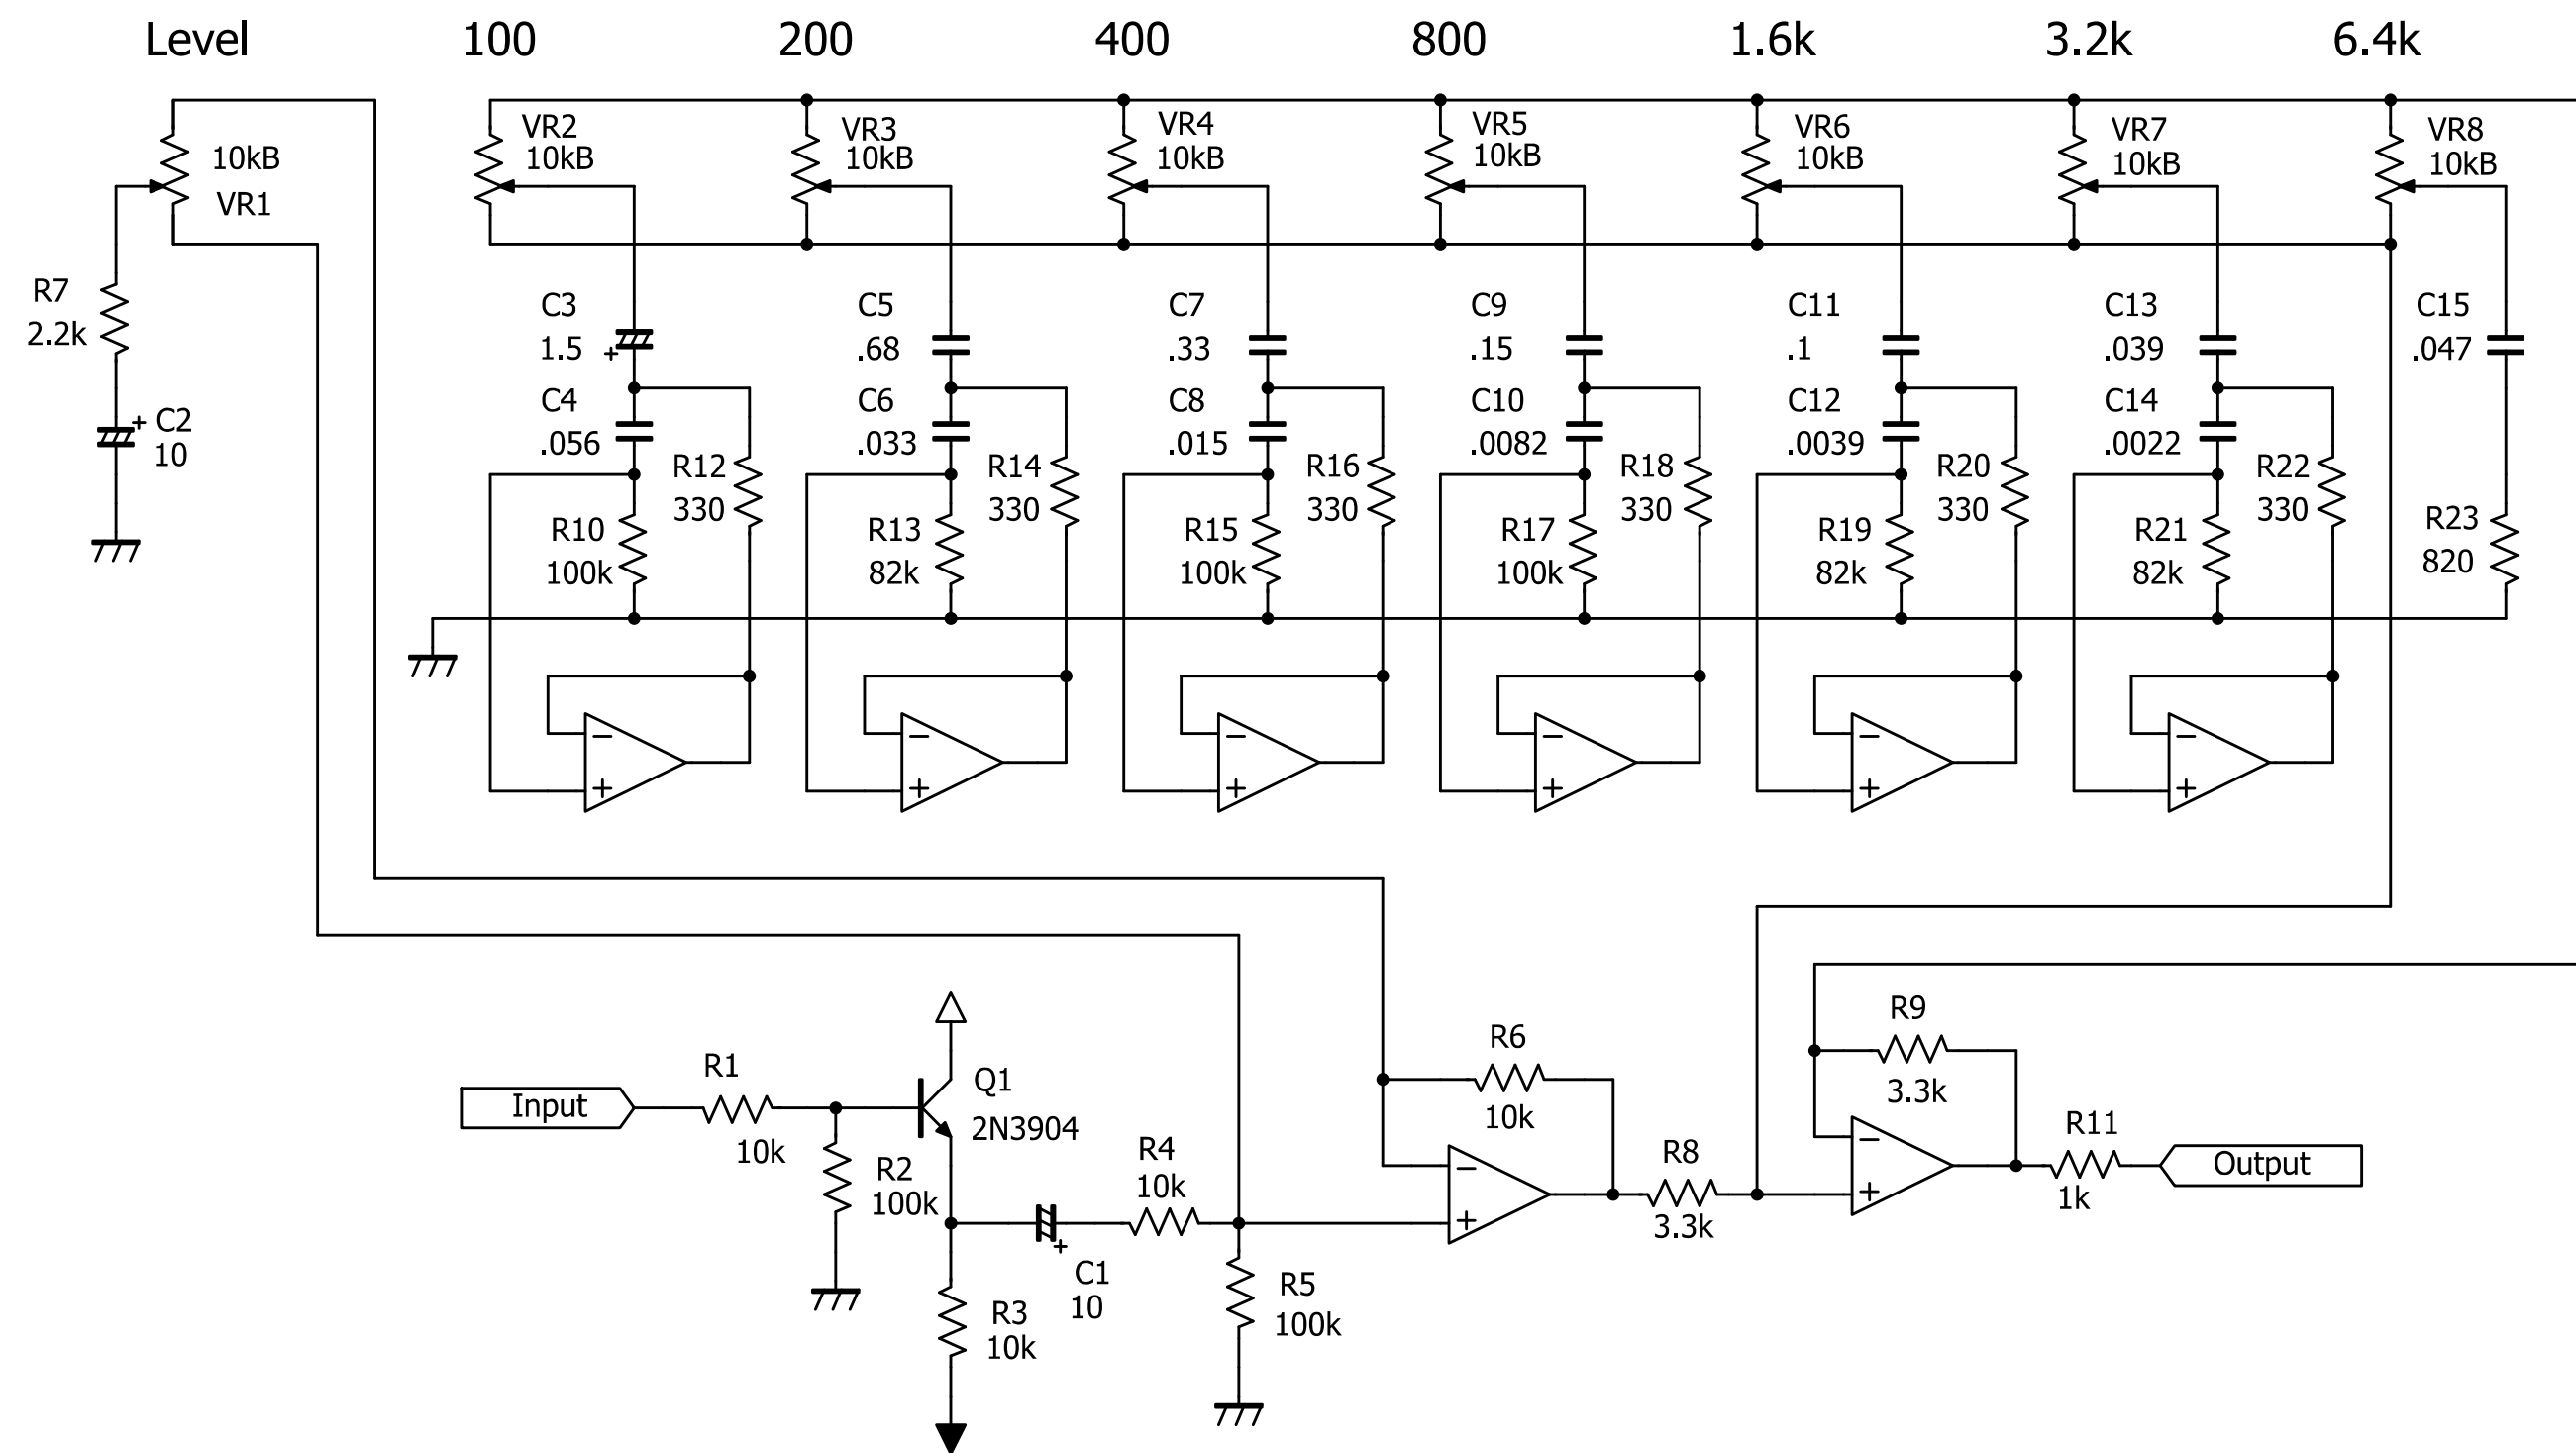 Level
100
200
400
800
1.6k
3.2k
6.4k
10kB
VR1
VR2
10kB
VR3
10kB
VR4
10kB
VR5
10kB
VR6
10kB
VR7
10kB
VR8
10kB
R7
2.2k
+ C2
10
C3
1.5 +
C4
.056
R12
330
R10
100k
C5
.68
C6
.033
R14
330
R13
82k
C7
.33
C8
.015
R16
330
R15
100k
C9
.15
C10
.0082
R18
330
R17
100k
C11
.1
C12
.0039
R20
330
R19
82k
C13
.039
C14
.0022
R22
330
R21
82k
C15
.047
R23
820
−
+
−
+
−
+
−
+
−
+
−
+
Input
R1
10k
R2
100k
Q1
2N3904
R3
10k
+
C1
10
R4
10k
R5
100k
R6
10k
−
+
R8
3.3k
R9
3.3k
−
+
R11
1k
Output